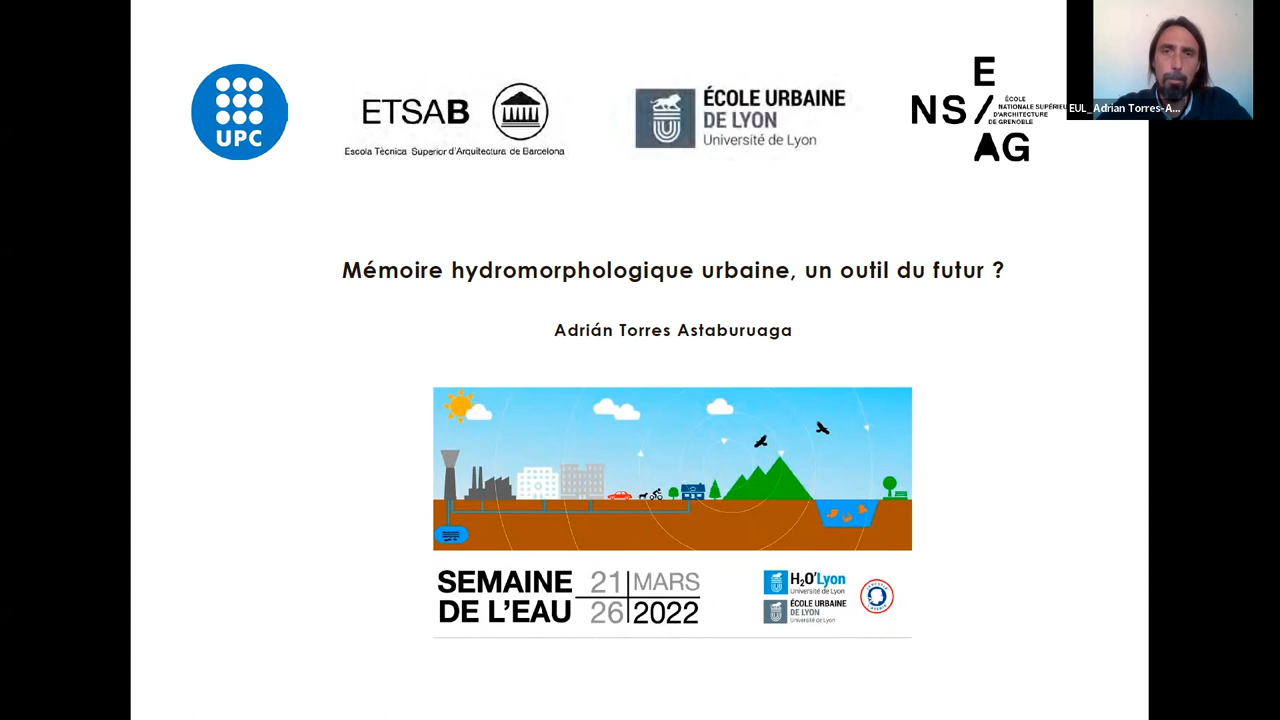 UPC
ETSAB
Escola Tècnica Superior d'Arquitectura de Barcelona
ÉCOLE URBAINE
DE LYON
Université de Lyon
E
NS/
AG
ÉCOLE
NATIONALE SUPÉRIEU
D'ARCHITECTURE
DE GRENOBLE
EUL_Adrian Torres-A...
Mémoire hydromorphologique urbaine, un outil du futur ?
Adrián Torres Astaburuaga
SEMAINE
DE L'EAU
21 MARS
26 2022
H2O'Lyon
Université de Lyon
ÉCOLE URBAINE
DE LYON
Université de Lyon